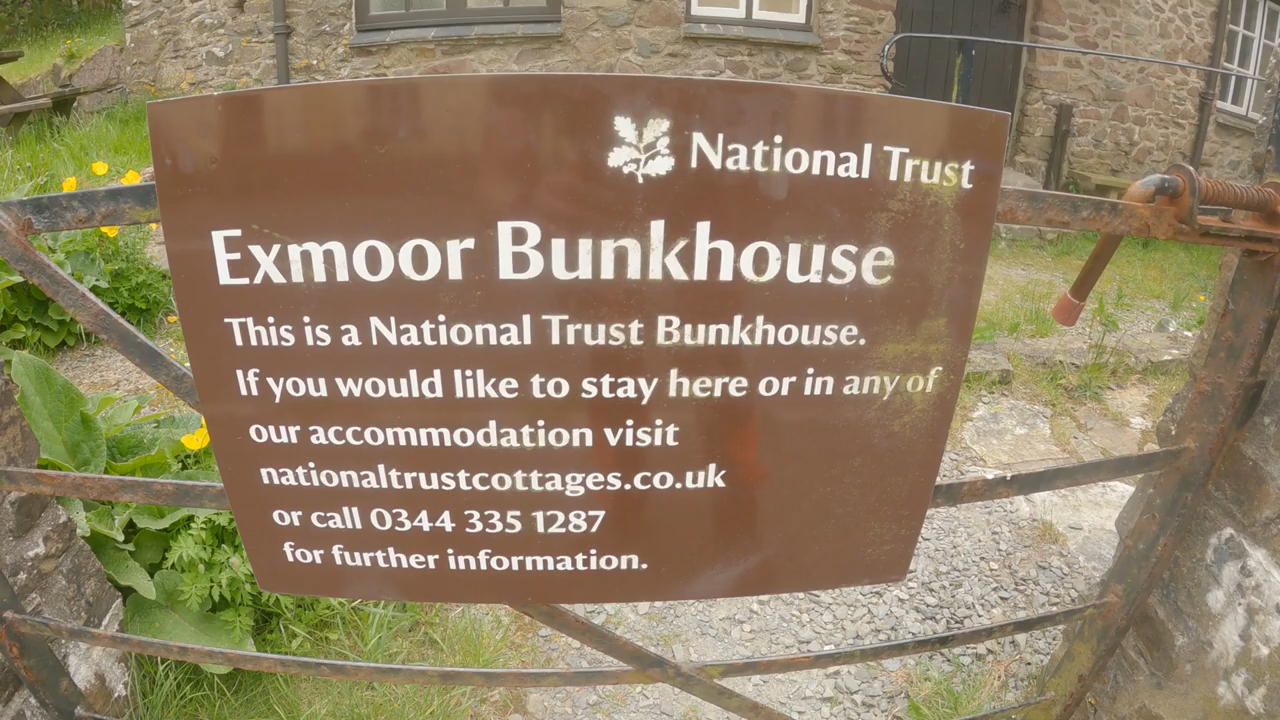 National Trust
Exmoor Bunkhouse
This is a National Trust Bunkhouse.
If you would like to stay here or in any of
our accommodation visit
nationaltrustcottages.co.uk
or call 0344 335 1287
for further information.